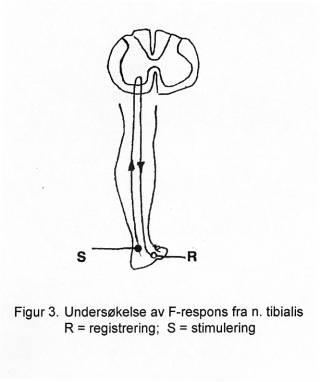 S R
Figur 3. Undersøkelse av F-respons fra n. tibialis
R = registrering; S = stimulering